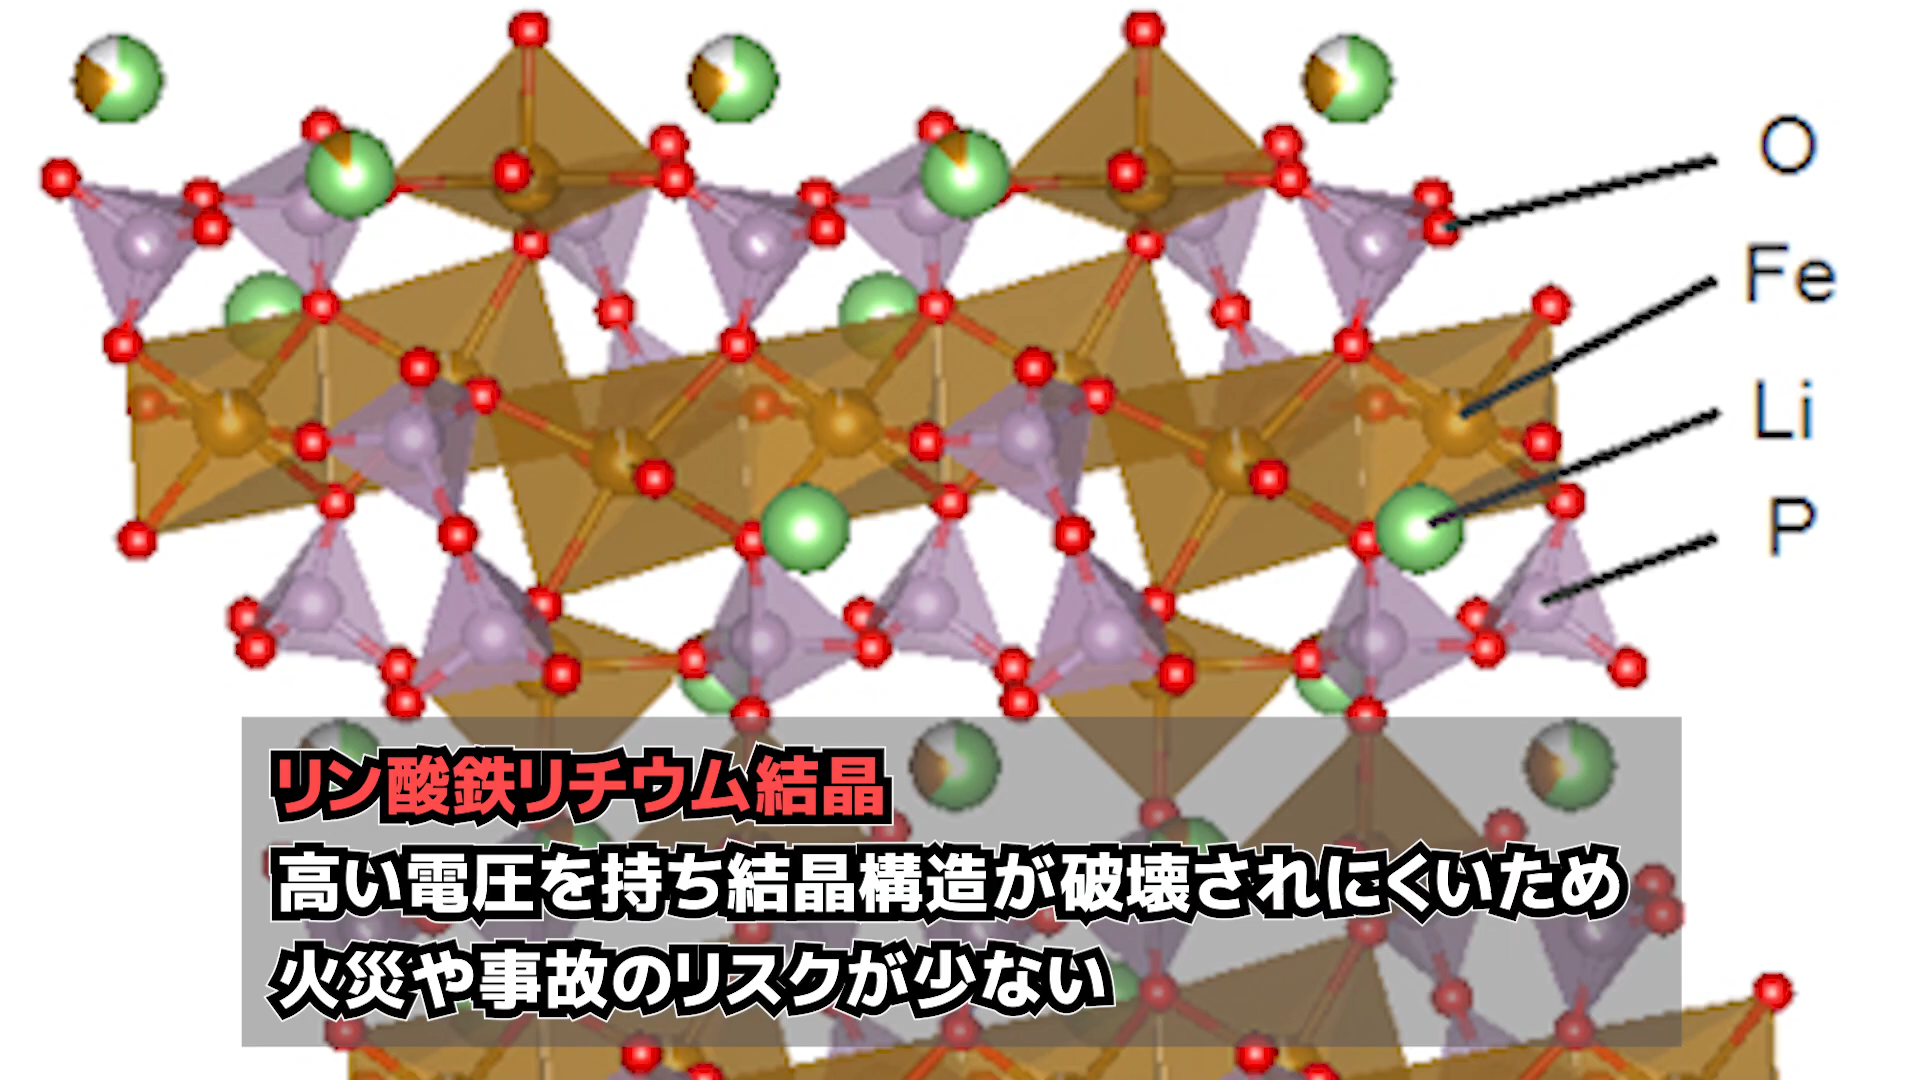 O
Fe
Li
P
リン酸鉄リチウム結晶
高い電圧を持ち結晶構造が破壊されにくいため
火災や事故のリスクが少ない